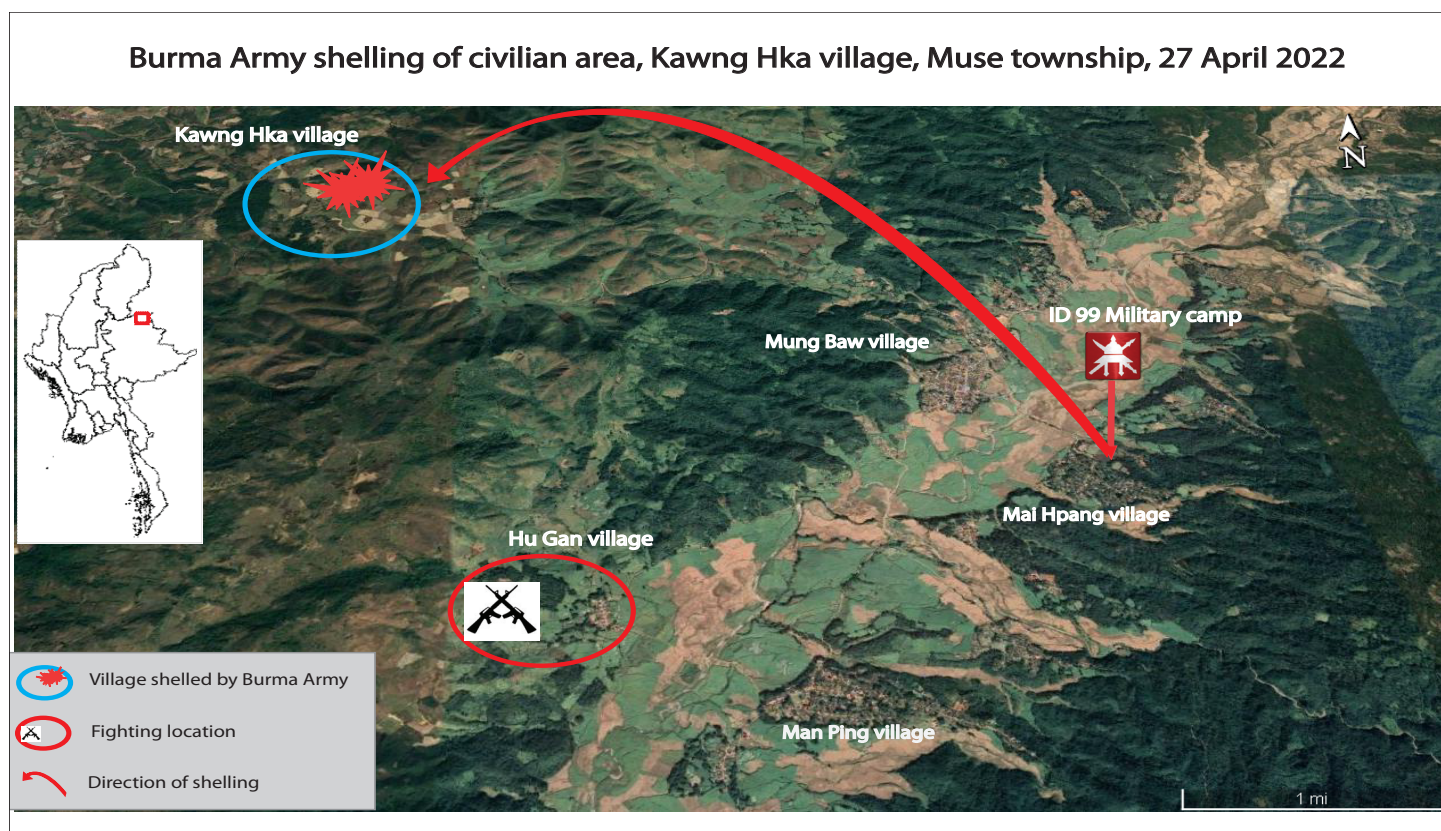 Burma Army shelling of civilian area, Kawng Hka village, Muse township, 27 April 2022
Kawng Hka village
N
ID 99 Military camp
Mung Baw village
Mai Hpang village
Hu Gan village
Man Ping village
Village shelled by Burma Army
Fighting location
Direction of shelling
1 mi